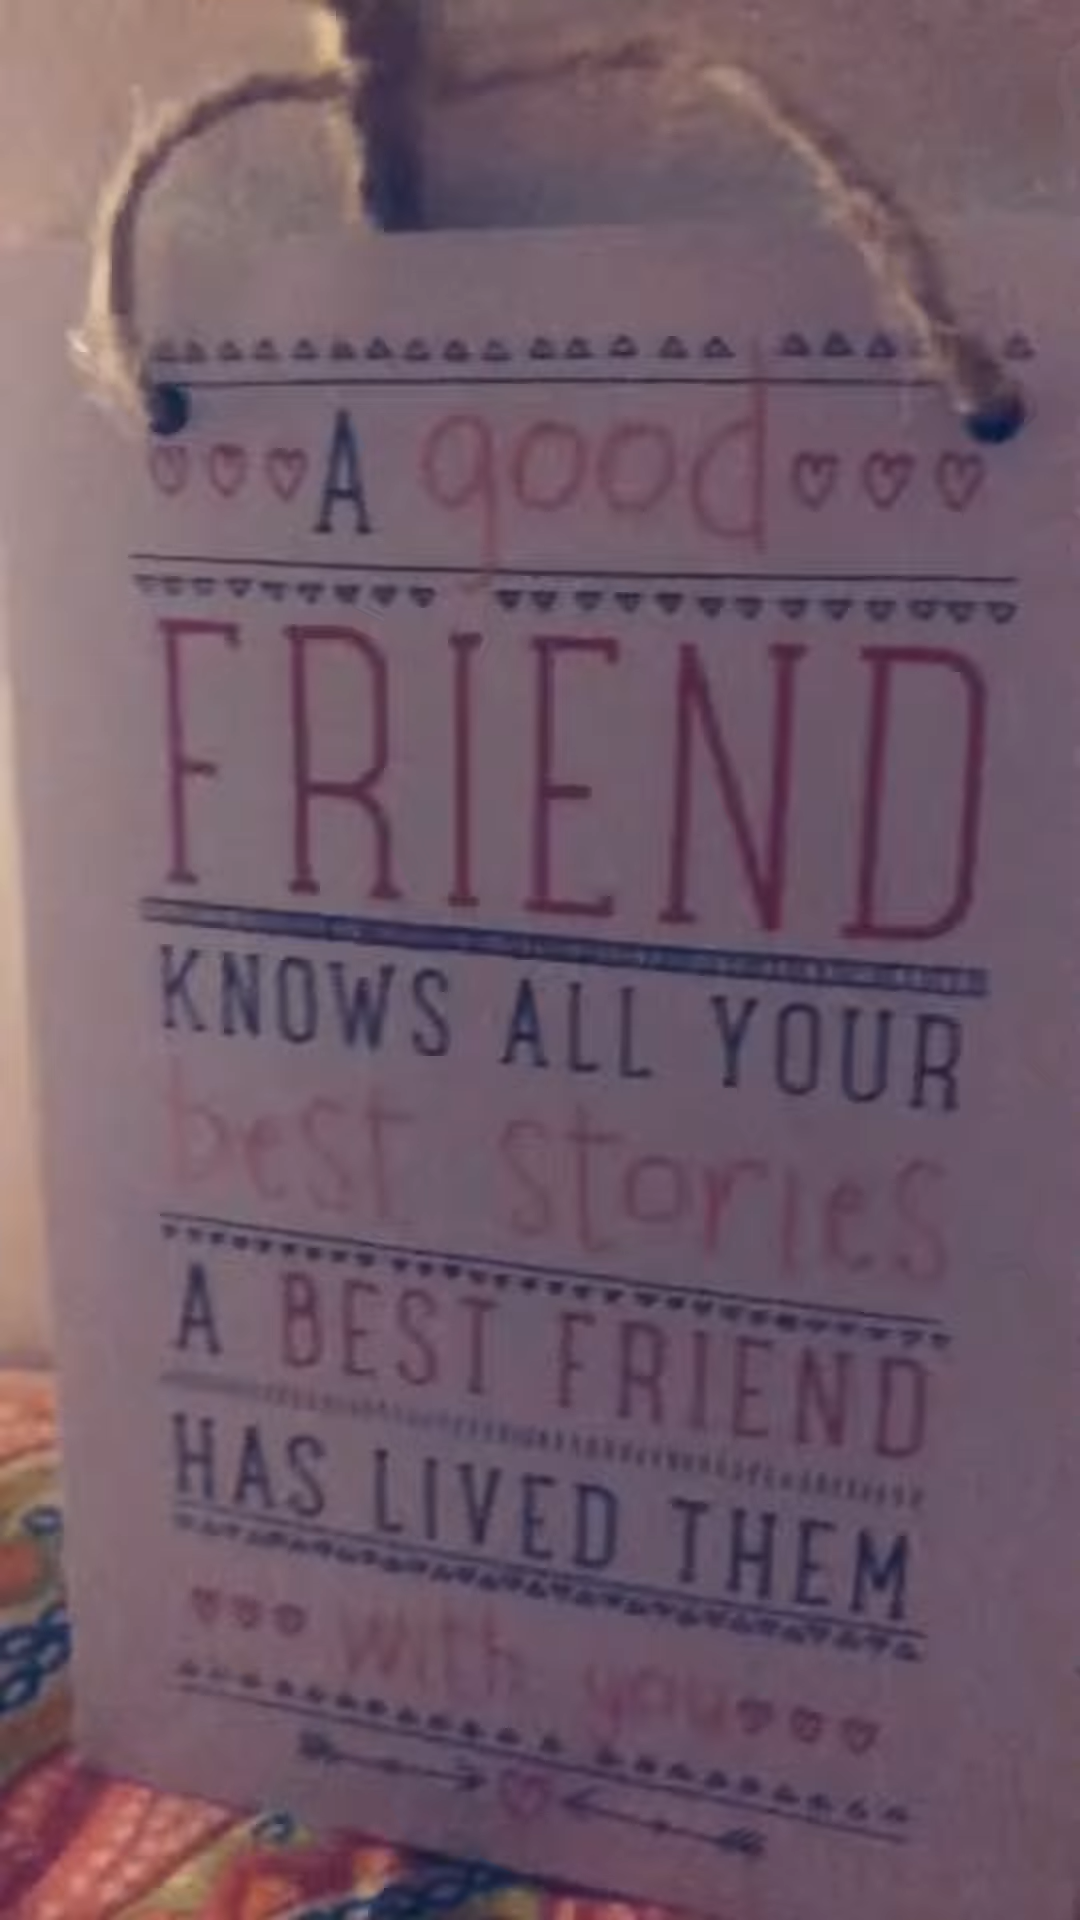 A good
FRIEND
KNOWS ALL YOUR
best stories
A BEST FRIEND
HAS LIVED THEM
with you